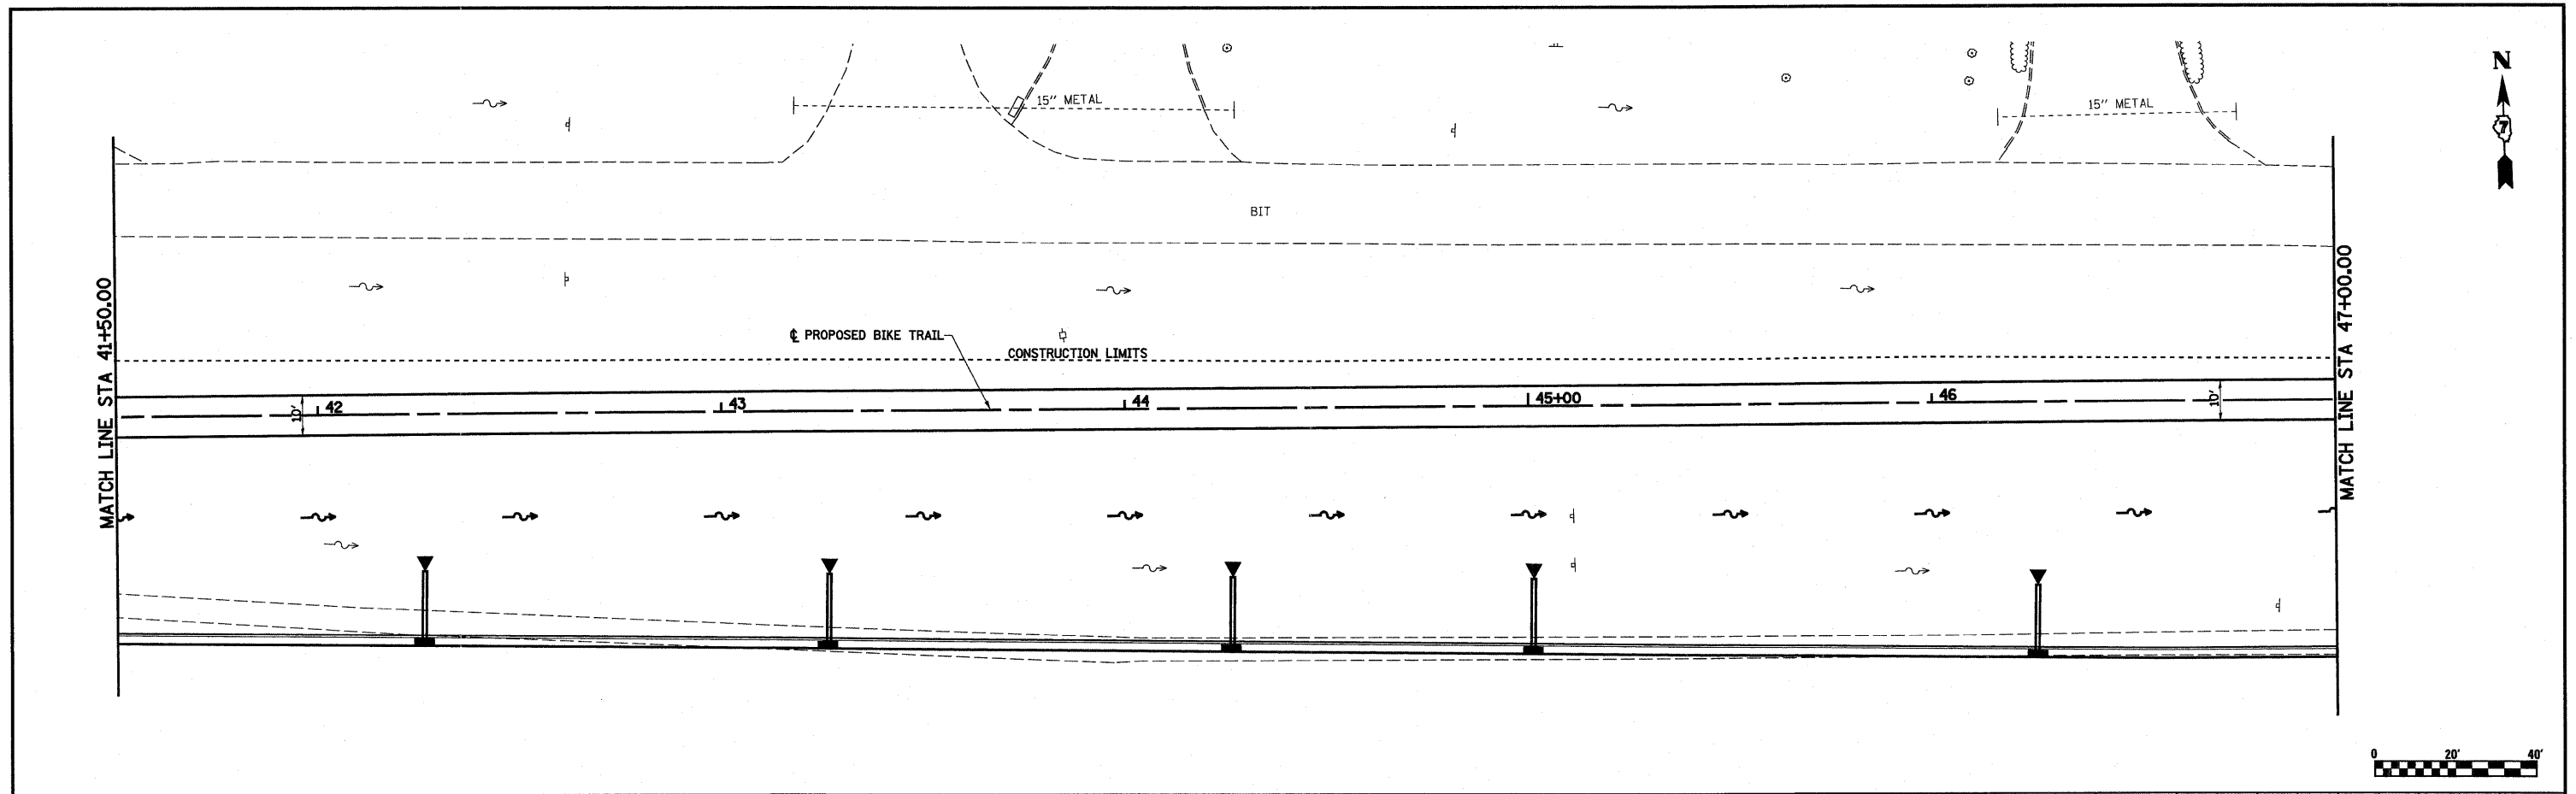 N
7
15" METAL
15" METAL
BIT
MATCH LINE STA 41+50.00
MATCH LINE STA 47+00.00
℄ PROPOSED BIKE TRAIL
CONSTRUCTION LIMITS
10'
42
43
44
45+00
46
10'
0 20' 40'